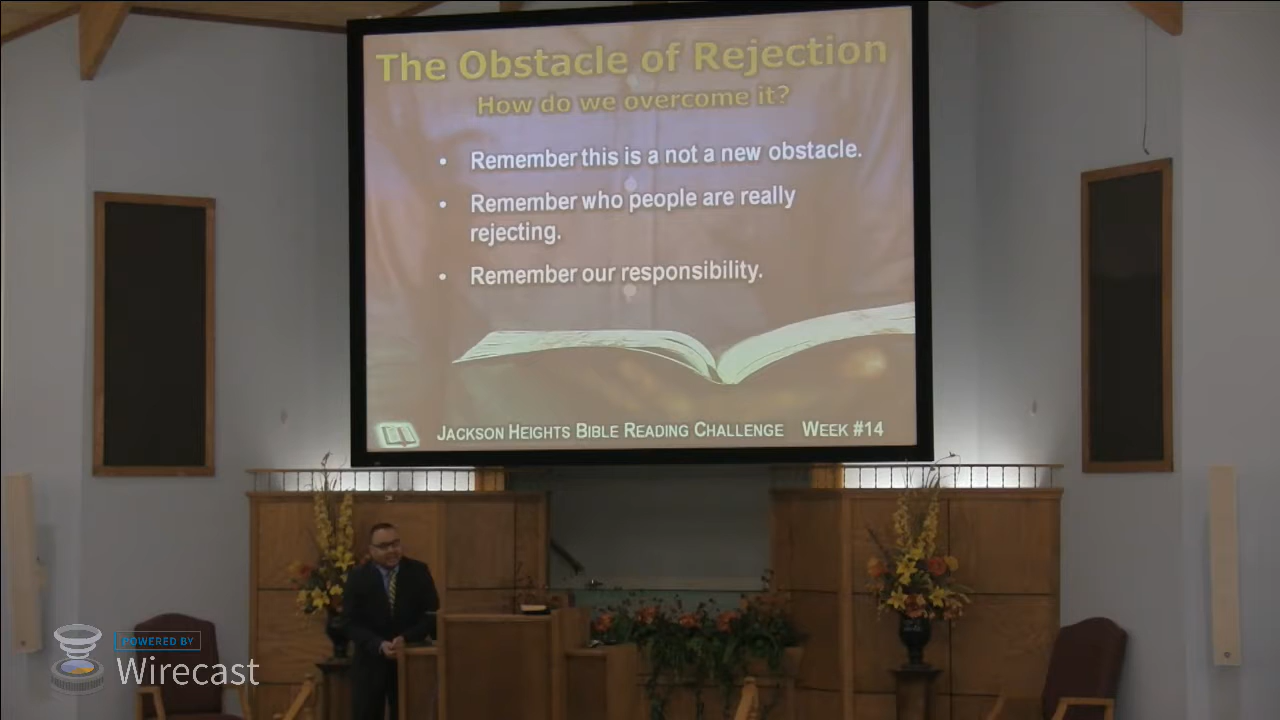 The Obstacle of Rejection
How do we overcome it?
• Remember this is a not a new obstacle.
• Remember who people are really
rejecting.
• Remember our responsibility.
Jackson Heights Bible Reading Challenge Week #14
POWERED BY
Wirecast